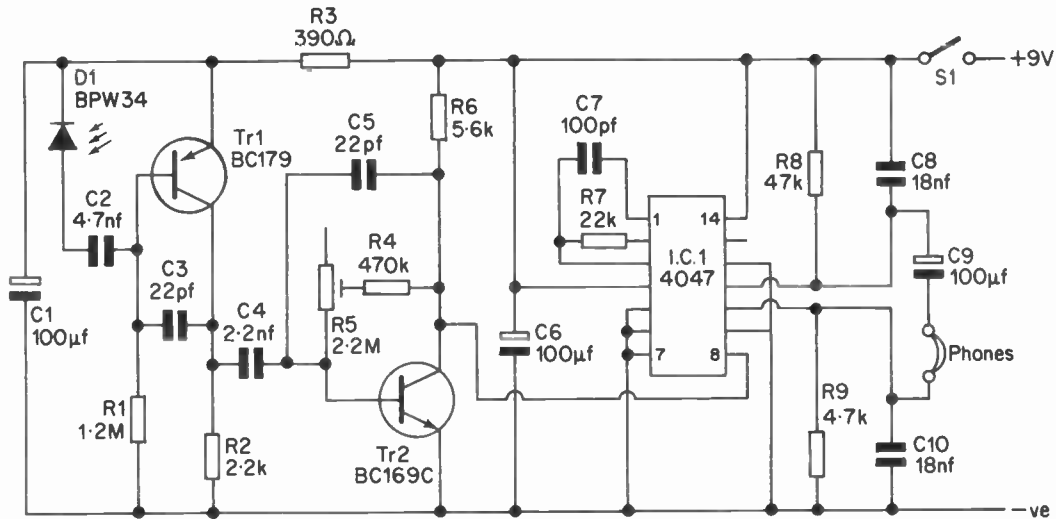 R3
390Ω
+9V
S1
D1
BPW34
R6
5·6k
C7
100pf
C5
22pf
Tr1
BC179
R8
47k
C8
18nf
C2
4·7nf
R7
22k
1
14
I.C.1
4047
R4
470k
C9
100µf
C3
22pf
C1
100µf
C4
2·2nf
R5
2·2M
C6
100µf
7
8
Phones
R1
1·2M
R2
2·2k
Tr2
BC169C
R9
4·7k
C10
18nf
−ve